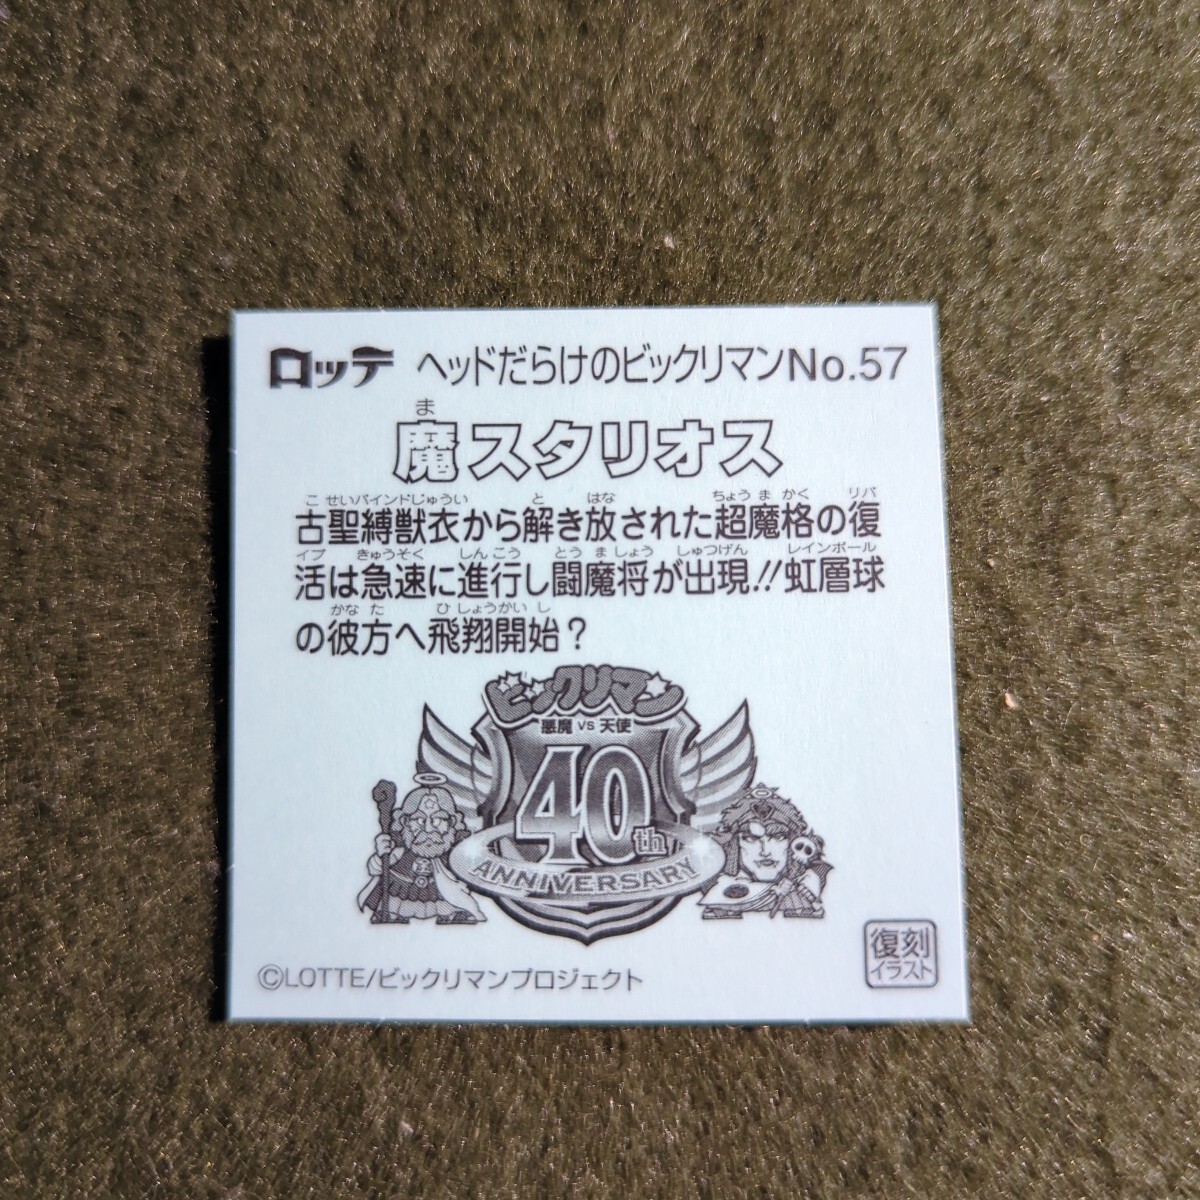 ロッテ ヘッドだらけのビックリマンNo.57
ま
魔スタリオス
こ せいバインドじゅうい と はな ちょう ま かく リバ
古聖縛獣衣から解き放された超魔格の復
イブ きゅうそく しんこう とう ま しょう しゅつげん レインボール
活は急速に進行し闘魔将が出現!!虹層球
かな た ひ しょうかい し
の彼方へ飛翔開始？
ビックリマン
悪魔 VS 天使
40th
ANNIVERSARY
復刻
イラスト
©LOTTE/ビックリマンプロジェクト